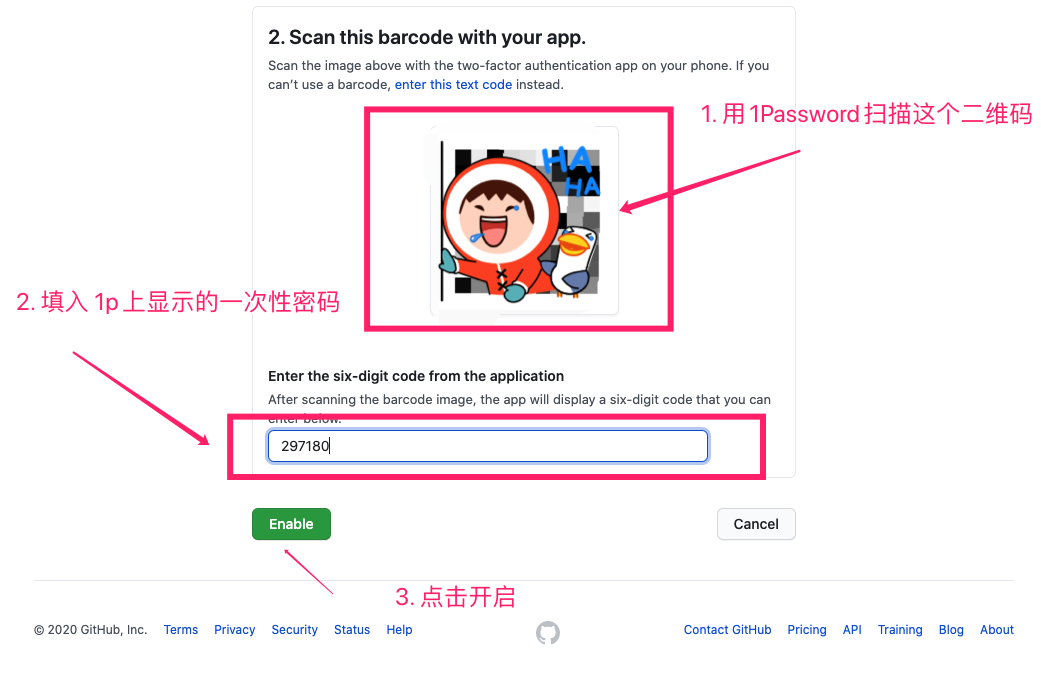 2. Scan this barcode with your app.
Scan the image above with the two-factor authentication app on your phone. If you
can’t use a barcode, enter this text code instead.
1. 用 1Password 扫描这个二维码
HA
HA
2. 填入 1p 上显示的一次性密码
Enter the six-digit code from the application
After scanning the barcode image, the app will display a six-digit code that you can
enter below.
297180
Enable
Cancel
3. 点击开启
© 2020 GitHub, Inc. Terms Privacy Security Status Help Contact GitHub Pricing API Training Blog About